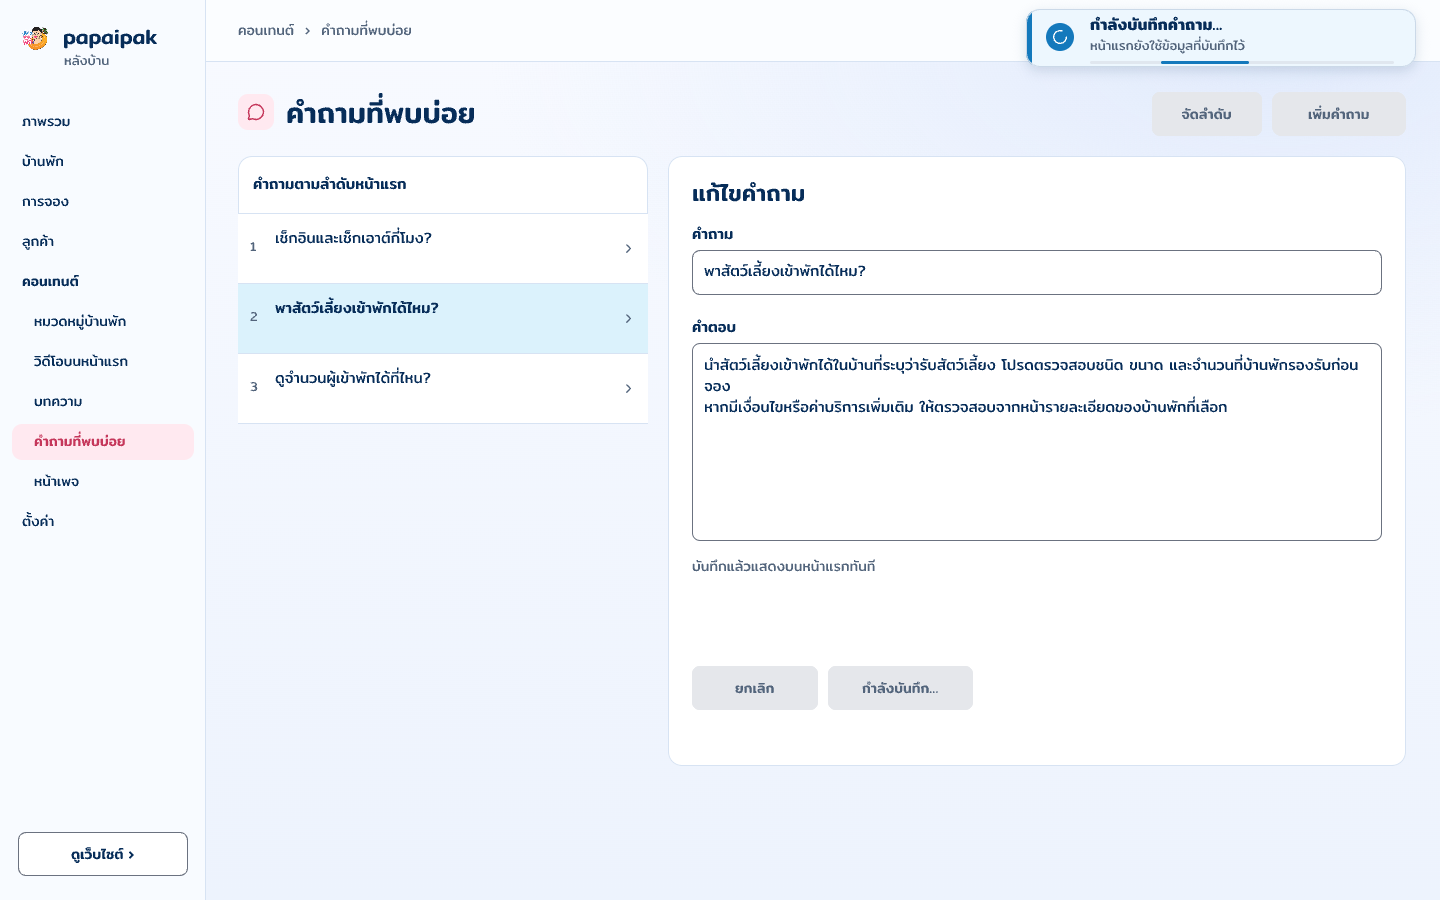 papaipak
หลังบ้าน
ภาพรวม
บ้านพัก
การจอง
ลูกค้า
คอนเทนต์
หมวดหมู่บ้านพัก
วิดีโอบนหน้าแรก
บทความ
คำถามที่พบบ่อย
หน้าเพจ
ตั้งค่า
ดูเว็บไซต์ ›
คอนเทนต์ › คำถามที่พบบ่อย
กำลังบันทึกคำถาม...
หน้าแรกยังใช้ข้อมูลที่บันทึกไว้
คำถามที่พบบ่อย
จัดลำดับ
เพิ่มคำถาม
คำถามตามลำดับหน้าแรก
1 เช็กอินและเช็กเอาต์กี่โมง?
2 พาสัตว์เลี้ยงเข้าพักได้ไหม?
3 ดูจำนวนผู้เข้าพักได้ที่ไหน?
แก้ไขคำถาม
คำถาม
พาสัตว์เลี้ยงเข้าพักได้ไหม?
คำตอบ
นำสัตว์เลี้ยงเข้าพักได้ในบ้านที่ระบุว่ารับสัตว์เลี้ยง โปรดตรวจสอบชนิด ขนาด และจำนวนที่บ้านพักรองรับก่อน
จอง
หากมีเงื่อนไขหรือค่าบริการเพิ่มเติม ให้ตรวจสอบจากหน้ารายละเอียดของบ้านพักที่เลือก
บันทึกแล้วแสดงบนหน้าแรกทันที
ยกเลิก
กำลังบันทึก...